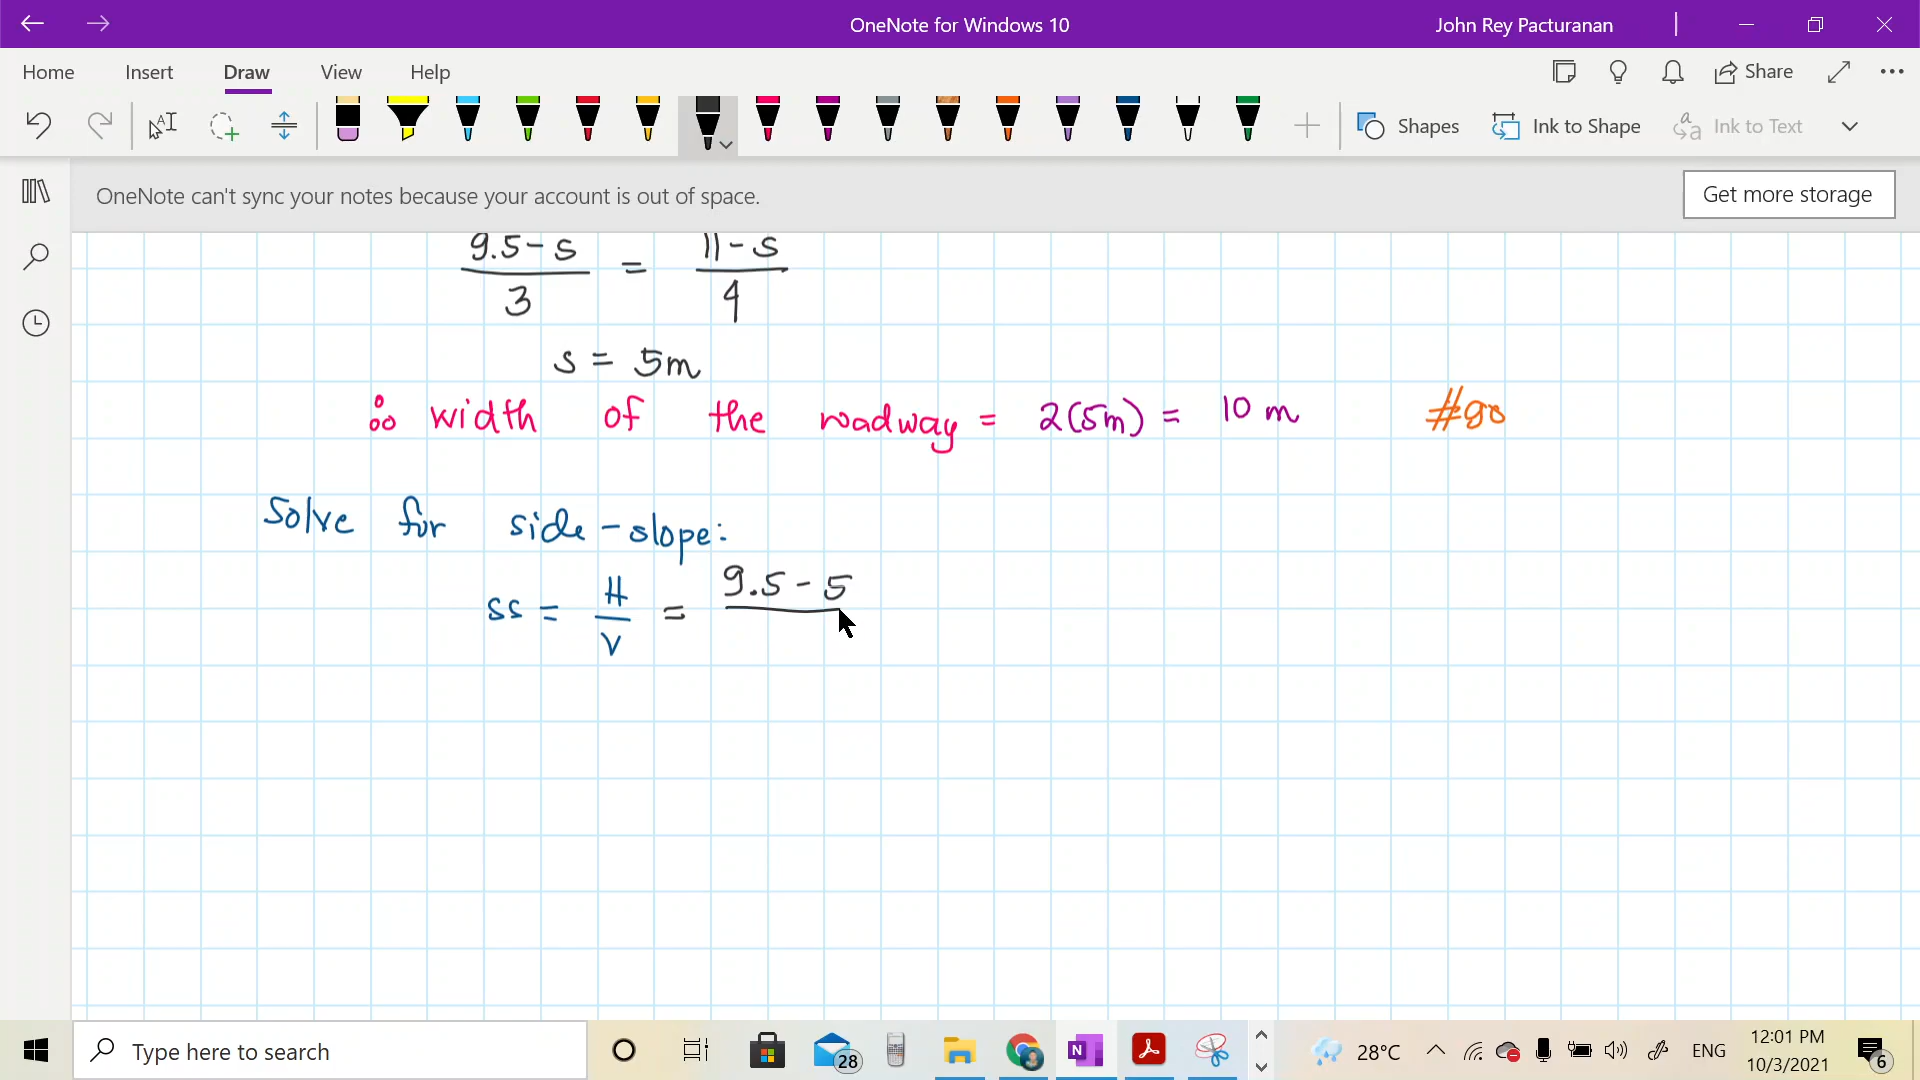 OneNote for Windows 10
John Rey Pacturanan
Home Insert Draw View Help
Share
Shapes Ink to Shape Ink to Text
OneNote can't sync your notes because your account is out of space.
Get more storage
9.5-s = 11-s
3 4
s = 5m
∴ width of the roadway = 2(5m) = 10 m
Solve for side-slope:
SS = H = 9.5-5
V
Type here to search
28
28°C
ENG
12:01 PM
10/3/2021
6